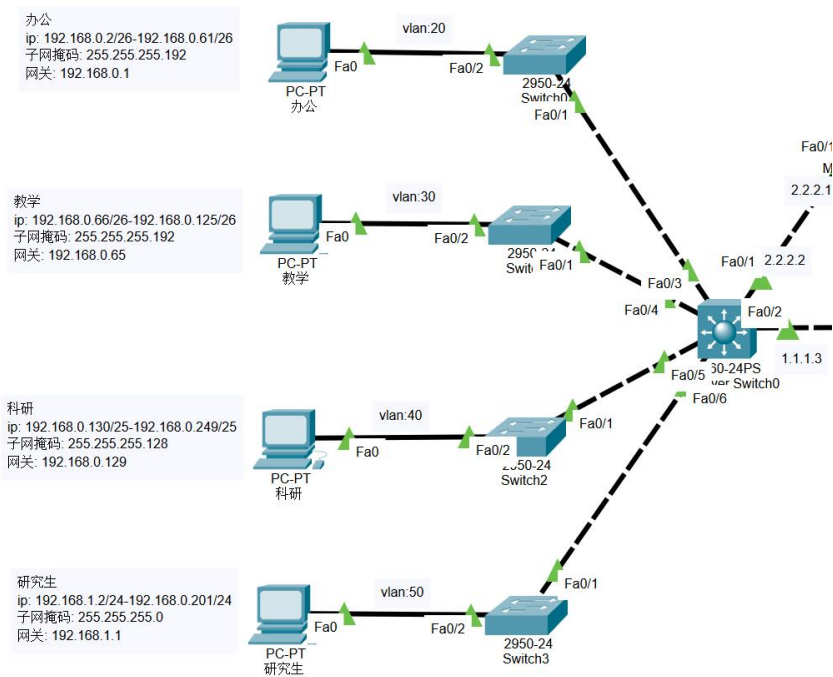 办公
ip: 192.168.0.2/26-192.168.0.61/26
子网掩码: 255.255.255.192
网关: 192.168.0.1
Fa0
PC-PT
办公
vlan:20
Fa0/2
2950-24
Switch0
Fa0/1
教学
ip: 192.168.0.66/26-192.168.0.125/26
子网掩码: 255.255.255.192
网关: 192.168.0.65
Fa0
PC-PT
教学
vlan:30
Fa0/2
Fa0/1
Fa0/1
2.2.2.1
Fa0/1
2.2.2.2
Fa0/3
Fa0/4
Fa0/2
1.1.1.3
60-24PS
Switch0
Fa0/5
Fa0/6
科研
ip: 192.168.0.130/25-192.168.0.249/25
子网掩码: 255.255.255.128
网关: 192.168.0.129
Fa0
PC-PT
科研
vlan:40
Fa0/2
Fa0/1
Switch2
研究生
ip: 192.168.1.2/24-192.168.0.201/24
子网掩码: 255.255.255.0
网关: 192.168.1.1
Fa0
PC-PT
研究生
vlan:50
Fa0/2
Fa0/1
2950-24
Switch3